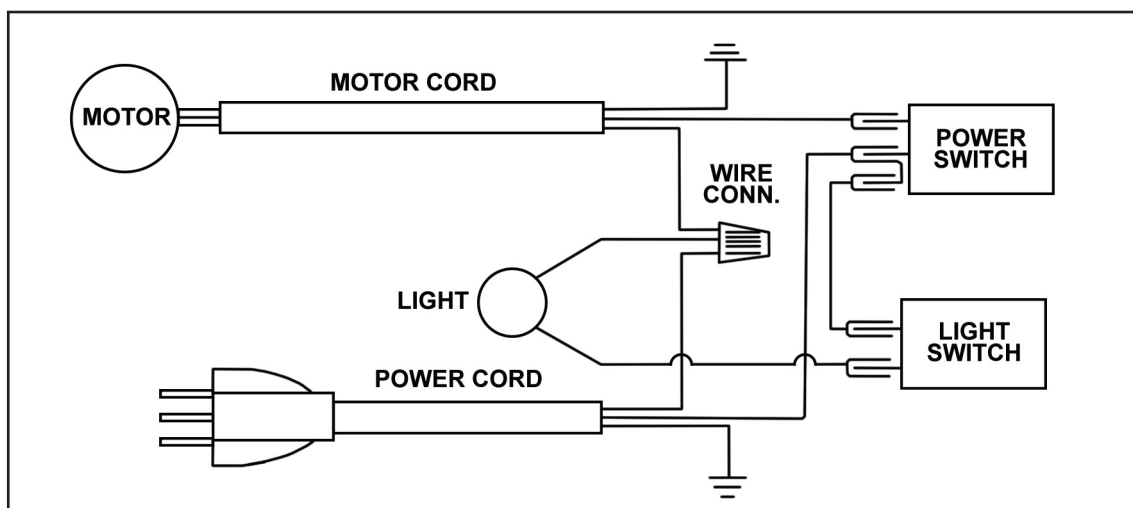 MOTOR CORD
MOTOR
POWER
SWITCH
WIRE
CONN.
LIGHT
LIGHT
SWITCH
POWER CORD